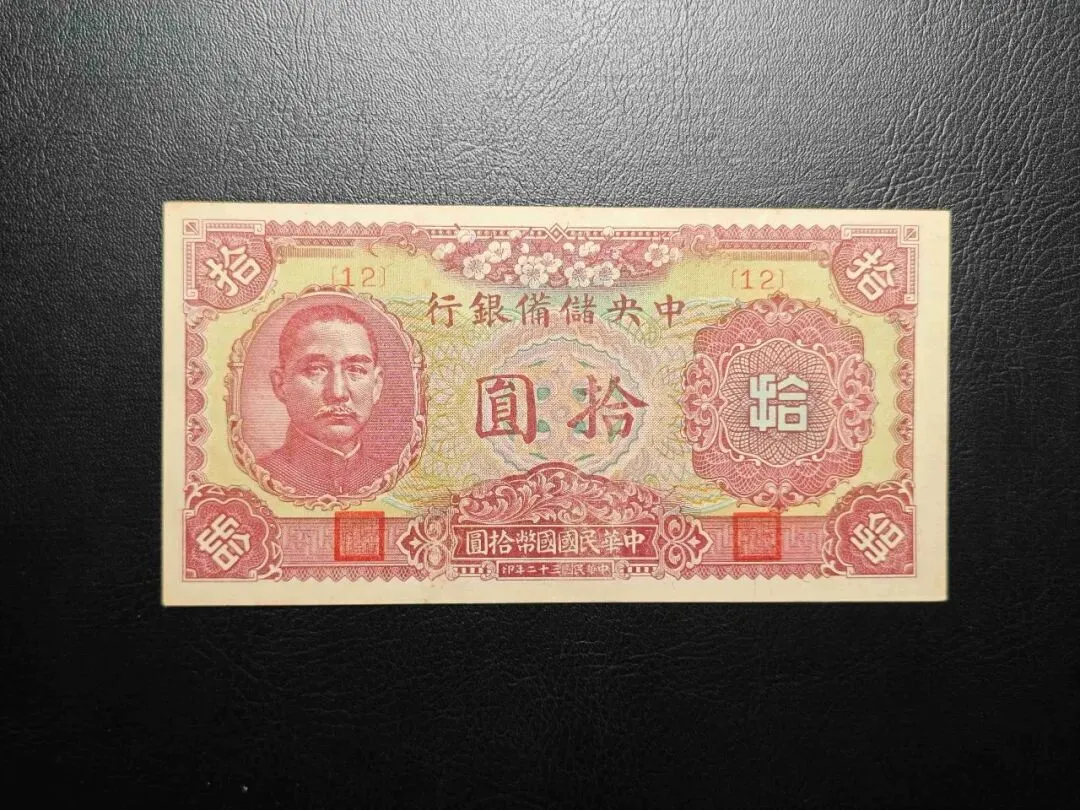 拾 拾
[12] [12]
中央儲備銀行
拾圓
拾
中華民國國幣拾圓
中華民國三十二年印
拾 拾